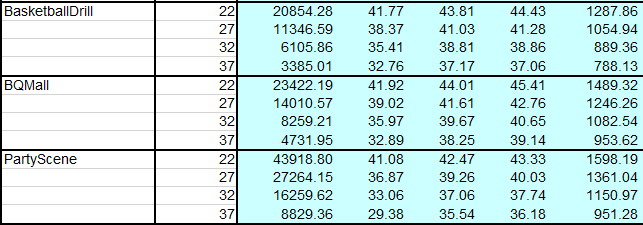 BasketballDrill 22 20854.28 41.77 43.81 44.43 1287.86
27 11346.59 38.37 41.03 41.28 1054.94
32 6105.86 35.41 38.81 38.86 889.36
37 3385.01 32.76 37.17 37.06 788.13
BQMall 22 23422.19 41.92 44.01 45.41 1489.32
27 14010.57 39.02 41.61 42.76 1246.26
32 8259.21 35.97 39.67 40.65 1082.54
37 4731.95 32.89 38.25 39.14 953.62
PartyScene 22 43918.80 41.08 42.47 43.33 1598.19
27 27264.15 36.87 39.26 40.03 1361.04
32 16259.62 33.06 37.06 37.74 1150.97
37 8829.36 29.38 35.54 36.18 951.28